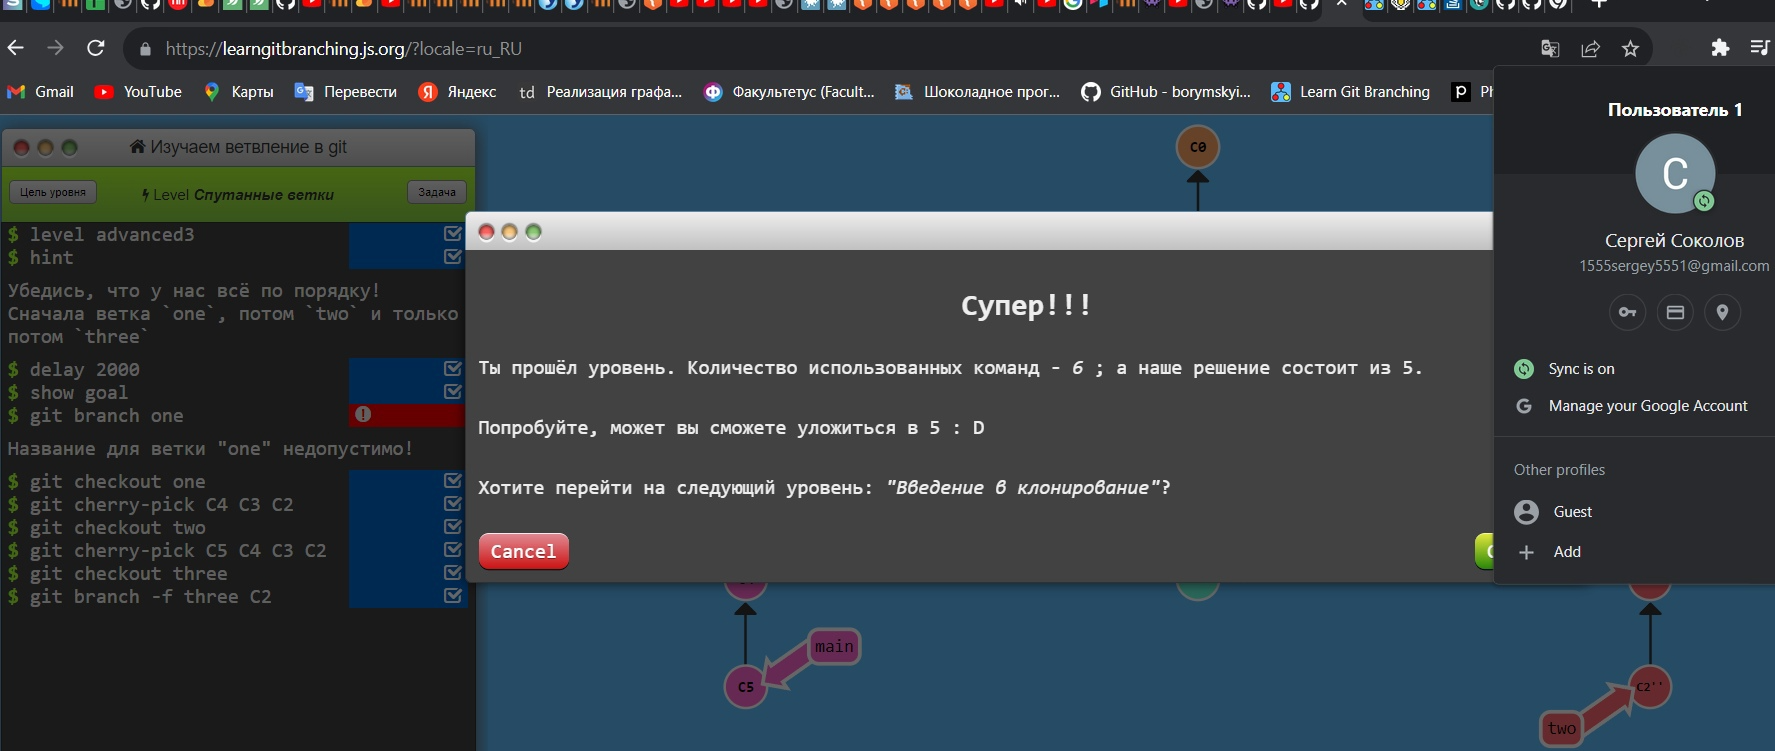 https://learngitbranching.js.org/?locale=ru_RU
Gmail
YouTube
Карты
Перевести
Яндекс
td Реализация графа...
Факультетус (Facult...
Шоколадное прог...
GitHub - borymskyi...
Learn Git Branching
Пользователь 1
С
Сергей Соколов
1555sergey5551@gmail.com
Sync is on
G Manage your Google Account
Other profiles
Guest
+ Add
Изучаем ветвление в git
Цель уровня
Level Спутанные ветки
Задача
$ level advanced3
$ hint
Убедись, что у нас всё по порядку!
Сначала ветка `one`, потом `two` и только
потом `three`
$ delay 2000
$ show goal
$ git branch one
Название для ветки "one" недопустимо!
$ git checkout one
$ git cherry-pick C4 C3 C2
$ git checkout two
$ git cherry-pick C5 C4 C3 C2
$ git checkout three
$ git branch -f three C2
C0
Супер!!!
Ты прошёл уровень. Количество использованных команд - 6 ; а наше решение состоит из 5.
Попробуйте, может вы сможете уложиться в 5 : D
Хотите перейти на следующий уровень: "Введение в клонирование"?
Cancel
main
C5
C2''
two